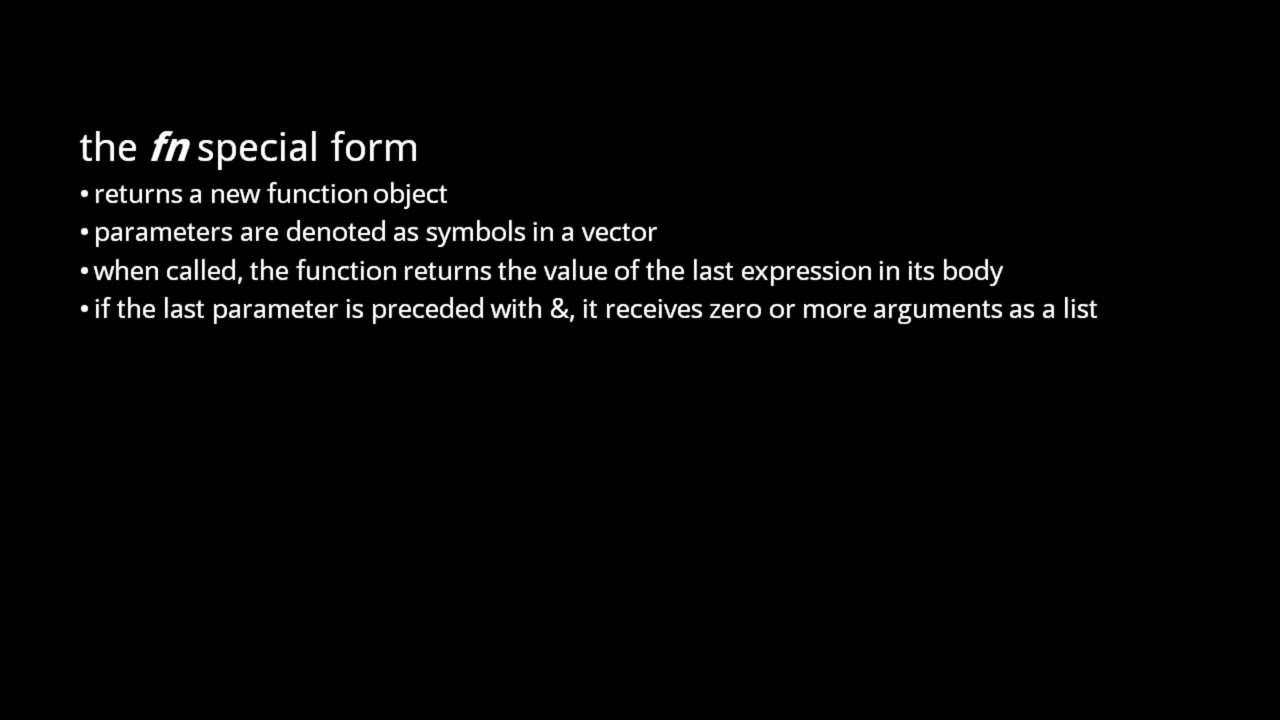 the fn special form
• returns a new function object
• parameters are denoted as symbols in a vector
• when called, the function returns the value of the last expression in its body
• if the last parameter is preceded with &, it receives zero or more arguments as a list